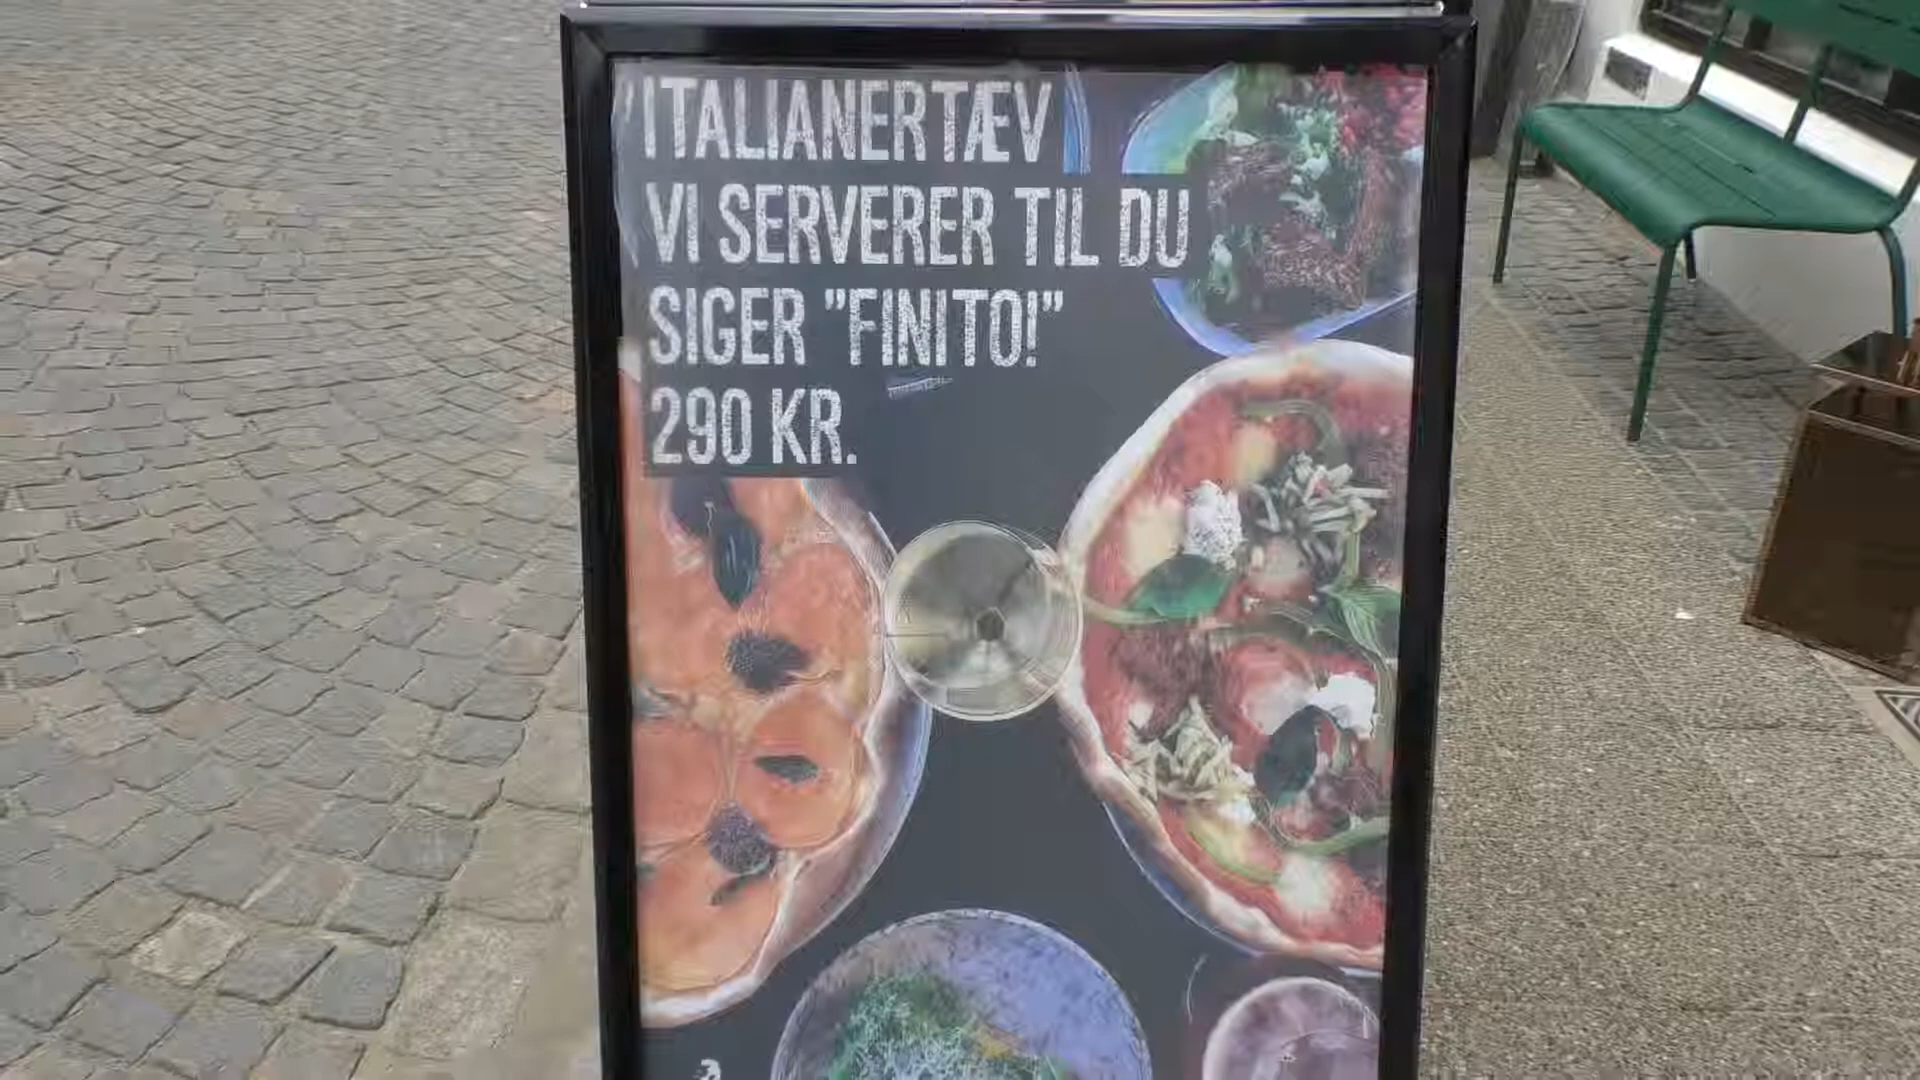 ITALIANERTÆV
VI SERVERER TIL DU
SIGER "FINITO!"
290 KR.